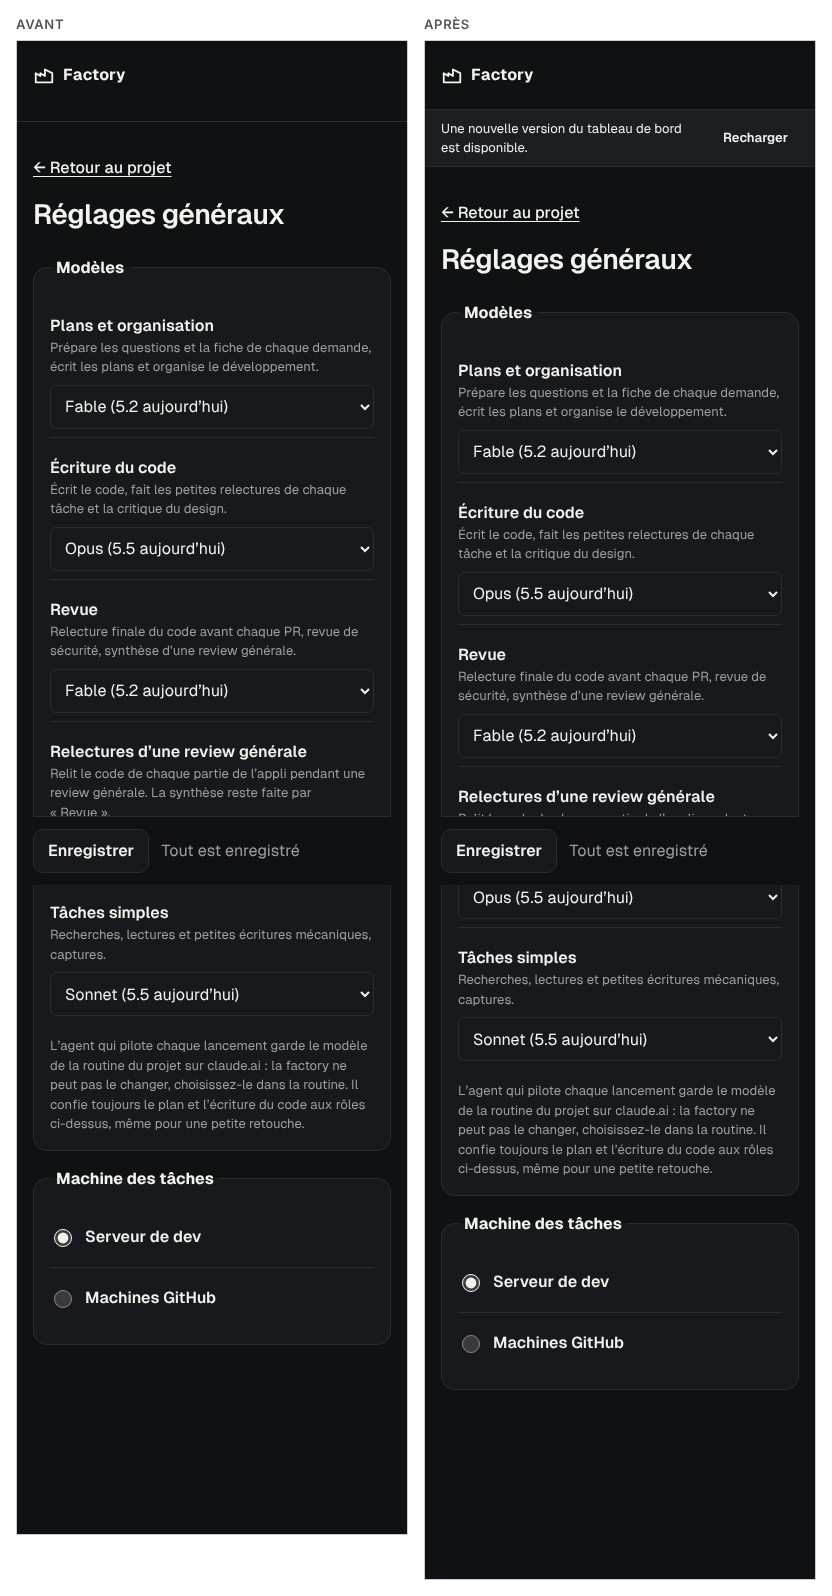 AVANT
Factory
← Retour au projet
Réglages généraux
Modèles
Plans et organisation
Prépare les questions et la fiche de chaque demande,
écrit les plans et organise le développement.
Fable (5.2 aujourd’hui)
Écriture du code
Écrit le code, fait les petites relectures de chaque
tâche et la critique du design.
Opus (5.5 aujourd’hui)
Revue
Relecture finale du code avant chaque PR, revue de
sécurité, synthèse d’une review générale.
Fable (5.2 aujourd’hui)
Relectures d’une review générale
Relit le code de chaque partie de l’appli pendant une
review générale. La synthèse reste faite par
« Revue ».
Enregistrer Tout est enregistré
Tâches simples
Recherches, lectures et petites écritures mécaniques,
captures.
Sonnet (5.5 aujourd’hui)
L’agent qui pilote chaque lancement garde le modèle
de la routine du projet sur claude.ai : la factory ne
peut pas le changer, choisissez-le dans la routine. Il
confie toujours le plan et l’écriture du code aux rôles
ci-dessus, même pour une petite retouche.
Machine des tâches
Serveur de dev
Machines GitHub
APRÈS
Factory
Une nouvelle version du tableau de bord
est disponible.
Recharger
← Retour au projet
Réglages généraux
Modèles
Plans et organisation
Prépare les questions et la fiche de chaque demande,
écrit les plans et organise le développement.
Fable (5.2 aujourd’hui)
Écriture du code
Écrit le code, fait les petites relectures de chaque
tâche et la critique du design.
Opus (5.5 aujourd’hui)
Revue
Relecture finale du code avant chaque PR, revue de
sécurité, synthèse d’une review générale.
Fable (5.2 aujourd’hui)
Relectures d’une review générale
Enregistrer Tout est enregistré
Opus (5.5 aujourd’hui)
Tâches simples
Recherches, lectures et petites écritures mécaniques,
captures.
Sonnet (5.5 aujourd’hui)
L’agent qui pilote chaque lancement garde le modèle
de la routine du projet sur claude.ai : la factory ne
peut pas le changer, choisissez-le dans la routine. Il
confie toujours le plan et l’écriture du code aux rôles
ci-dessus, même pour une petite retouche.
Machine des tâches
Serveur de dev
Machines GitHub